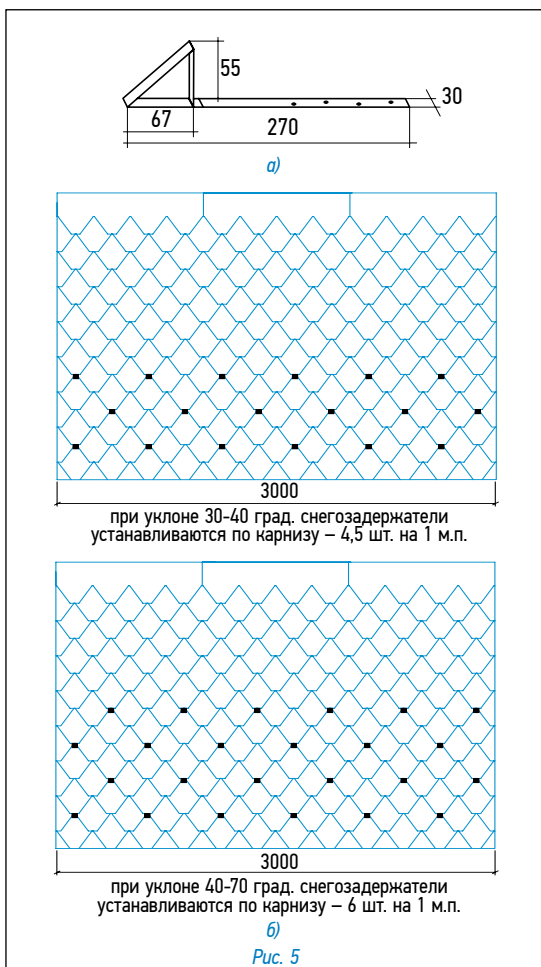 55
30
67
270
а)
3000
при уклоне 30-40 град. снегозадержатели
устанавливаются по карнизу – 4,5 шт. на 1 м.п.
3000
при уклоне 40-70 град. снегозадержатели
устанавливаются по карнизу – 6 шт. на 1 м.п.
б)
Рис. 5